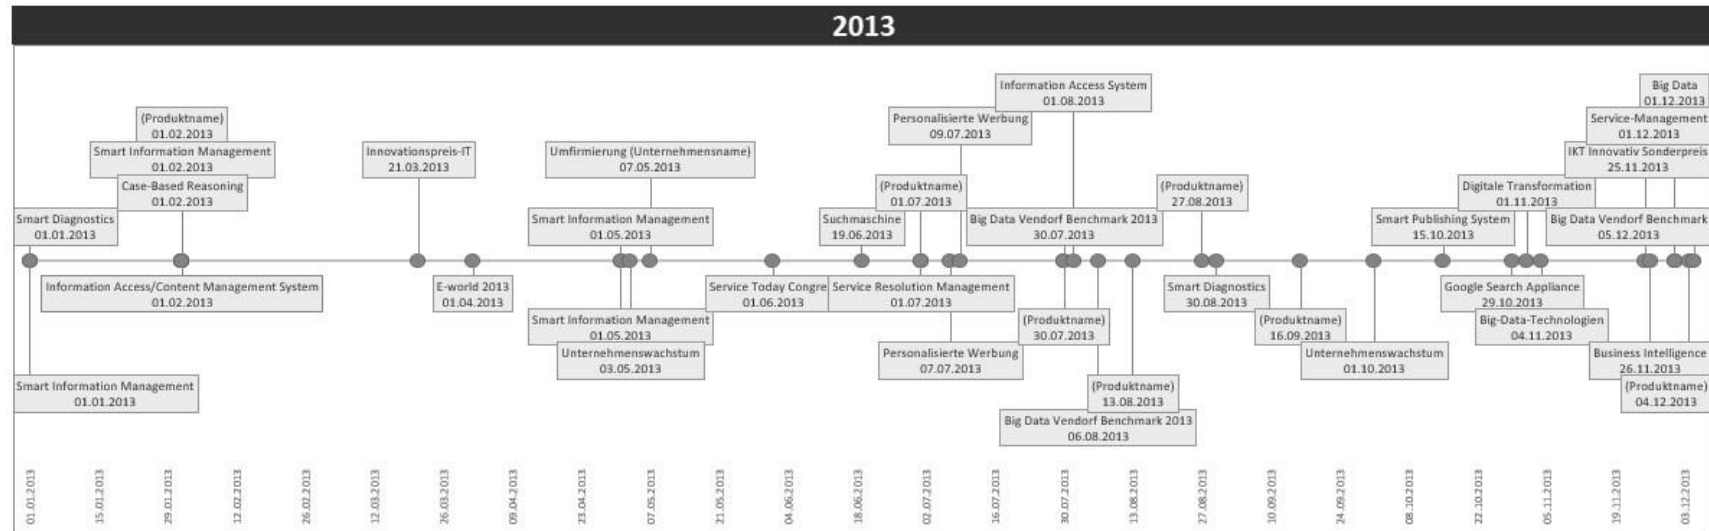 2013
Information Access System
01.08.2013
Big Data
01.12.2013
(Produktname)
01.02.2013
Personalisierte Werbung
09.07.2013
Service-Management
01.12.2013
Smart Information Management
01.02.2013
Innovationspreis-IT
21.03.2013
Umfirmierung (Unternehmensname)
07.05.2013
IKT Innovativ Sonderpreis
25.11.2013
Case-Based Reasoning
01.02.2013
(Produktname)
01.07.2013
(Produktname)
27.08.2013
Digitale Transformation
01.11.2013
Smart Diagnostics
01.01.2013
Smart Information Management
01.05.2013
Suchmaschine
19.06.2013
Big Data Vendorf Benchmark 2013
30.07.2013
Smart Publishing System
15.10.2013
Big Data Vendorf Benchmark
05.12.2013
Information Access/Content Management System
01.02.2013
E-world 2013
01.04.2013
Service Today Congre
01.06.2013
Service Resolution Management
01.07.2013
Smart Diagnostics
30.08.2013
Google Search Appliance
29.10.2013
Smart Information Management
01.05.2013
(Produktname)
30.07.2013
(Produktname)
16.09.2013
Big-Data-Technologien
04.11.2013
Unternehmenswachstum
03.05.2013
Personalisierte Werbung
07.07.2013
Unternehmenswachstum
01.10.2013
Business Intelligence
26.11.2013
Smart Information Management
01.01.2013
(Produktname)
13.08.2013
(Produktname)
04.12.2013
Big Data Vendorf Benchmark 2013
06.08.2013
01.01.2013
15.01.2013
29.01.2013
12.02.2013
26.02.2013
12.03.2013
26.03.2013
09.04.2013
23.04.2013
07.05.2013
21.05.2013
04.06.2013
18.06.2013
02.07.2013
16.07.2013
30.07.2013
13.08.2013
27.08.2013
10.09.2013
24.09.2013
08.10.2013
22.10.2013
05.11.2013
19.11.2013
03.12.2013